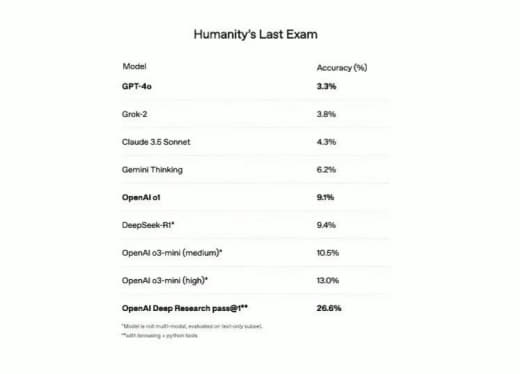 Humanity's Last Exam
Model Accuracy (%)
GPT-4o 3.3%
Grok-2 3.8%
Claude 3.5 Sonnet 4.3%
Gemini Thinking 6.2%
OpenAI o1 9.1%
DeepSeek-R1* 9.4%
OpenAI o3-mini (medium)* 10.5%
OpenAI o3-mini (high)* 13.0%
OpenAI Deep Research pass@1** 26.6%
*Model is not multi-modal, evaluated on text-only subset.
**with browsing + python tools